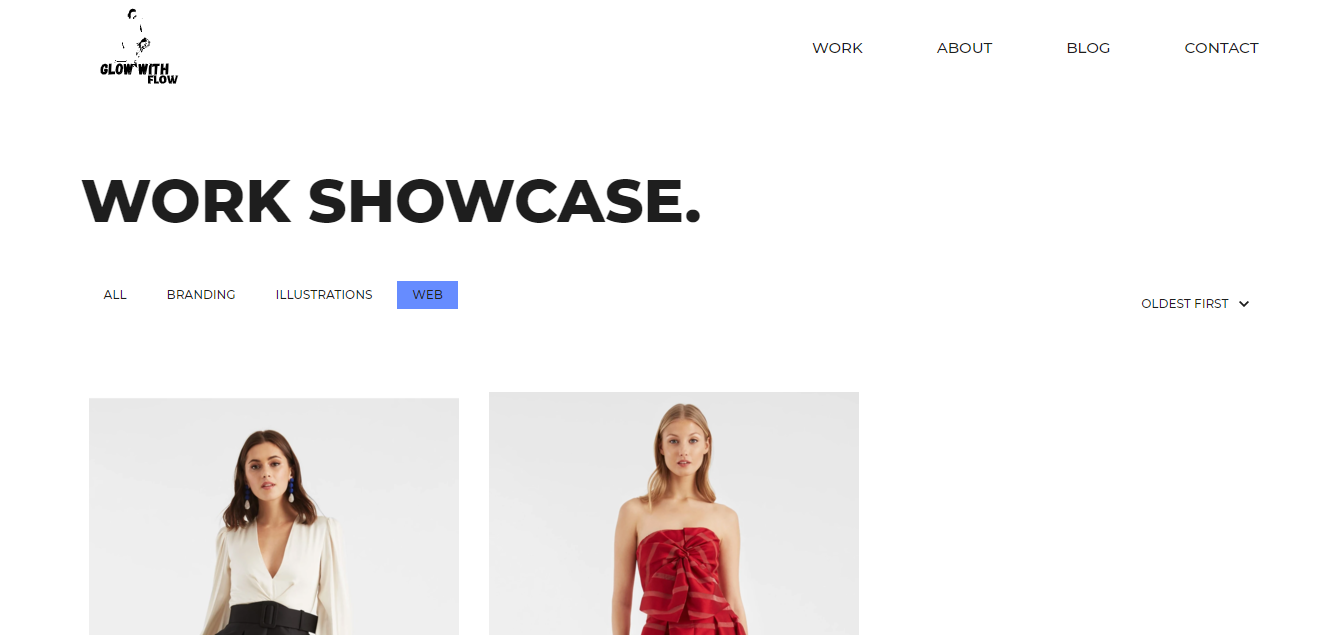 GLOW WITH
FLOW
WORK ABOUT BLOG CONTACT
WORK SHOWCASE.
ALL BRANDING ILLUSTRATIONS WEB
OLDEST FIRST